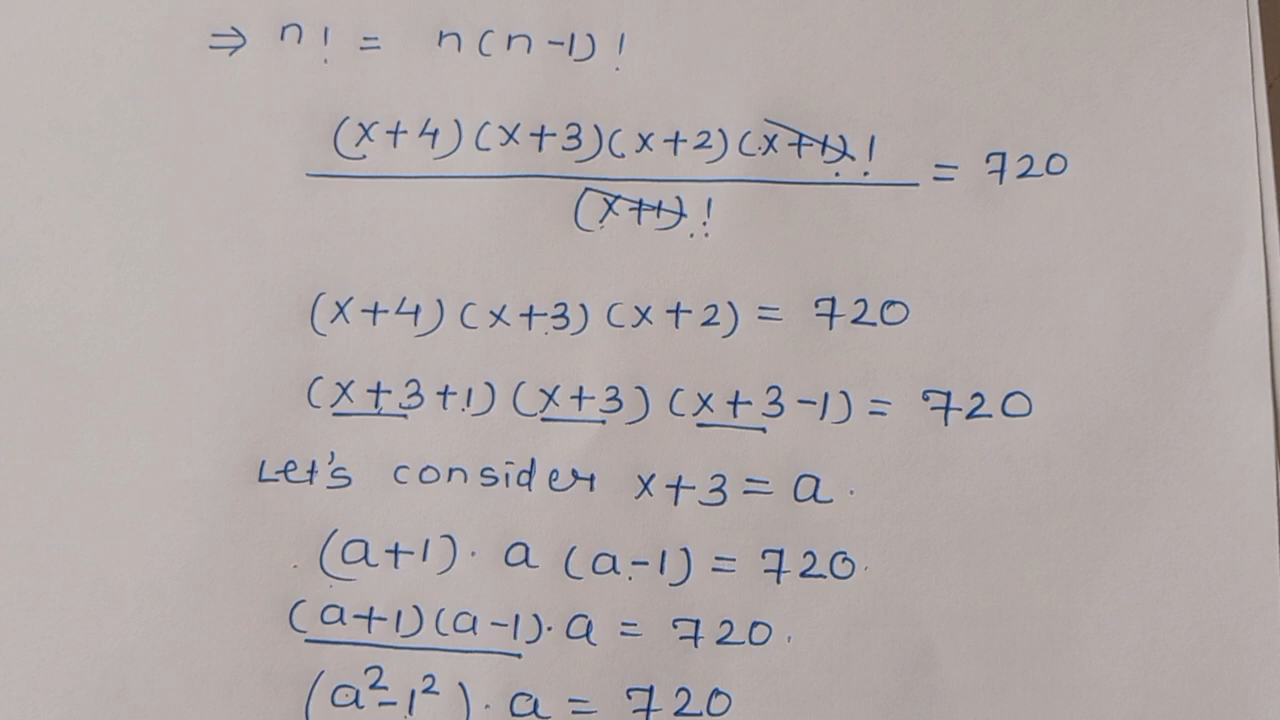 ⇒ n! = n(n-1)!
(x+4)(x+3)(x+2)(x+1)! = 720
(x+1)!
(x+4)(x+3)(x+2) = 720
(x+3+1)(x+3)(x+3-1) = 720
Let's consider x+3 = a.
(a+1)· a (a-1) = 720.
(a+1)(a-1)·a = 720.
(a²-1²)·a = 720